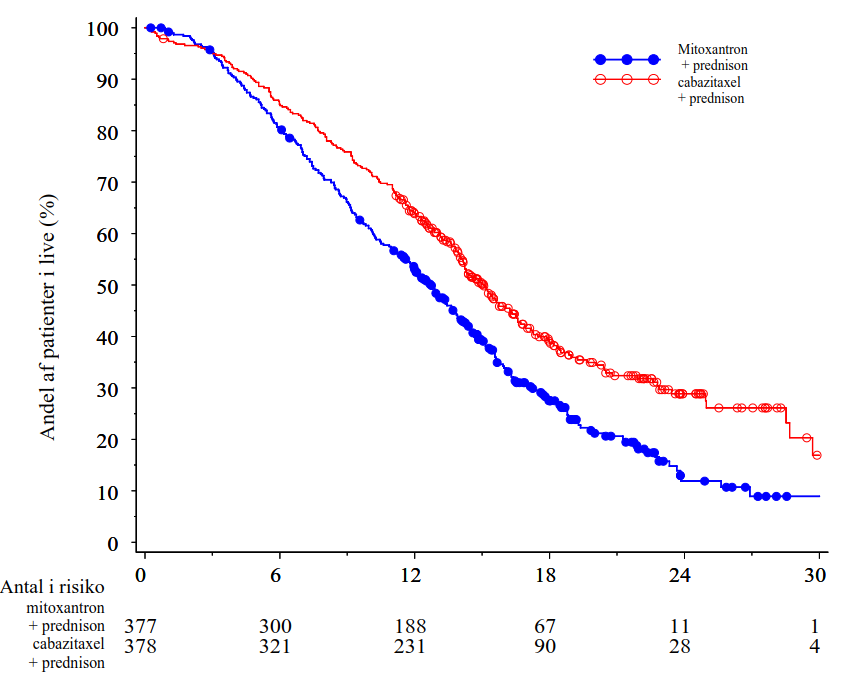 100
90
80
70
60
50
40
30
20
10
0
Andel af patienter i live (%)
Mitoxantron
+ prednison
cabazitaxel
+ prednison
0 6 12 18 24 30
Antal i risiko
mitoxantron
+ prednison 377 300 188 67 11 1
cabazitaxel 378 321 231 90 28 4
+ prednison